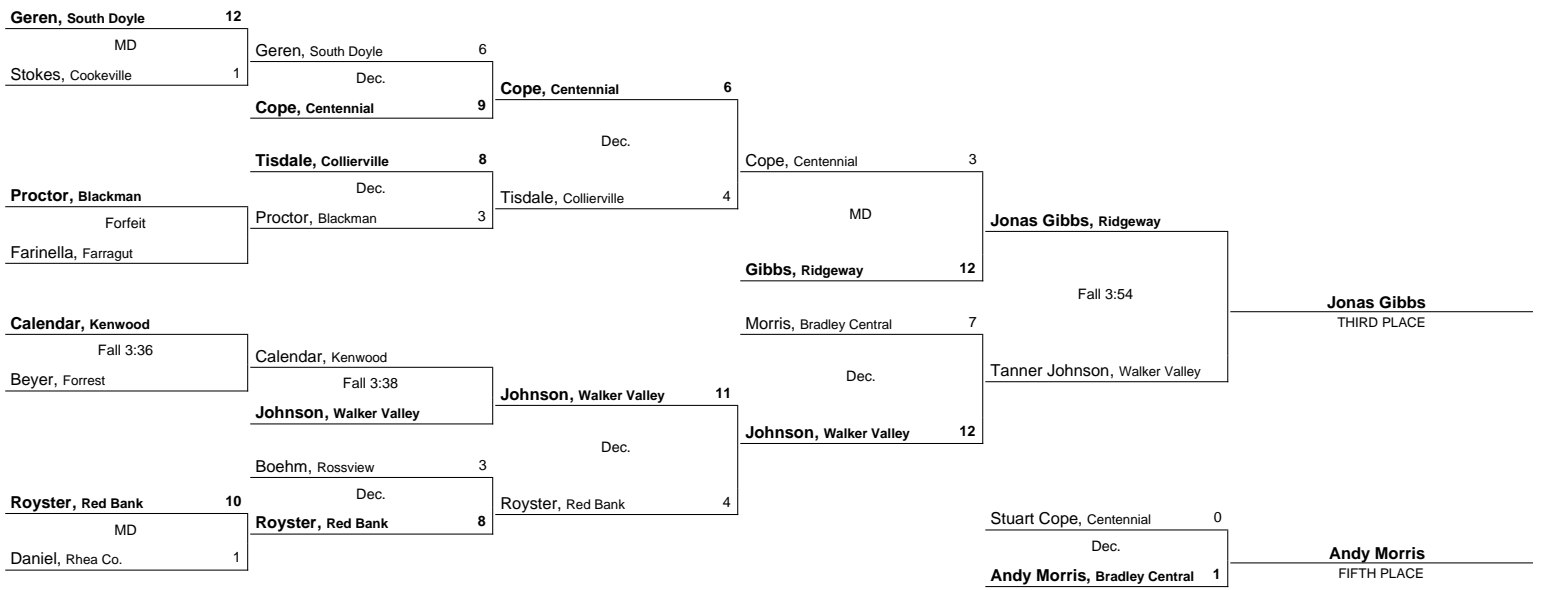 Geren, South Doyle 12
MD
Stokes, Cookeville 1
Proctor, Blackman
Forfeit
Farinella, Farragut
Calendar, Kenwood
Fall 3:36
Beyer, Forrest
Royster, Red Bank 10
MD
Daniel, Rhea Co. 1
Geren, South Doyle 6
Dec.
Cope, Centennial 9
Tisdale, Collierville 8
Dec.
Proctor, Blackman 3
Calendar, Kenwood
Fall 3:38
Johnson, Walker Valley
Boehm, Rossview 3
Dec.
Royster, Red Bank 8
Cope, Centennial 6
Dec.
Tisdale, Collierville 4
Johnson, Walker Valley 11
Dec.
Royster, Red Bank 4
Cope, Centennial 3
MD
Gibbs, Ridgeway 12
Morris, Bradley Central 7
Dec.
Johnson, Walker Valley 12
Jonas Gibbs, Ridgeway
Fall 3:54
Tanner Johnson, Walker Valley
Jonas Gibbs
THIRD PLACE
Stuart Cope, Centennial 0
Dec.
Andy Morris, Bradley Central 1
Andy Morris
FIFTH PLACE